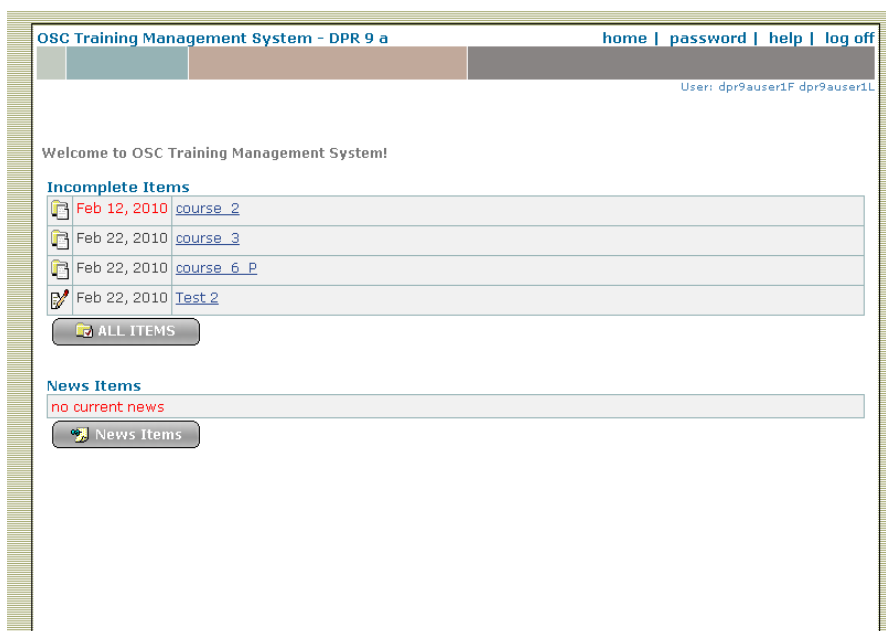 OSC Training Management System - DPR 9 a home | password | help | log off
User: dpr9auser1F dpr9auser1L
Welcome to OSC Training Management System!
Incomplete Items
Feb 12, 2010 course_2
Feb 22, 2010 course_3
Feb 22, 2010 course_6_P
Feb 22, 2010 Test 2
ALL ITEMS
News Items
no current news
News Items